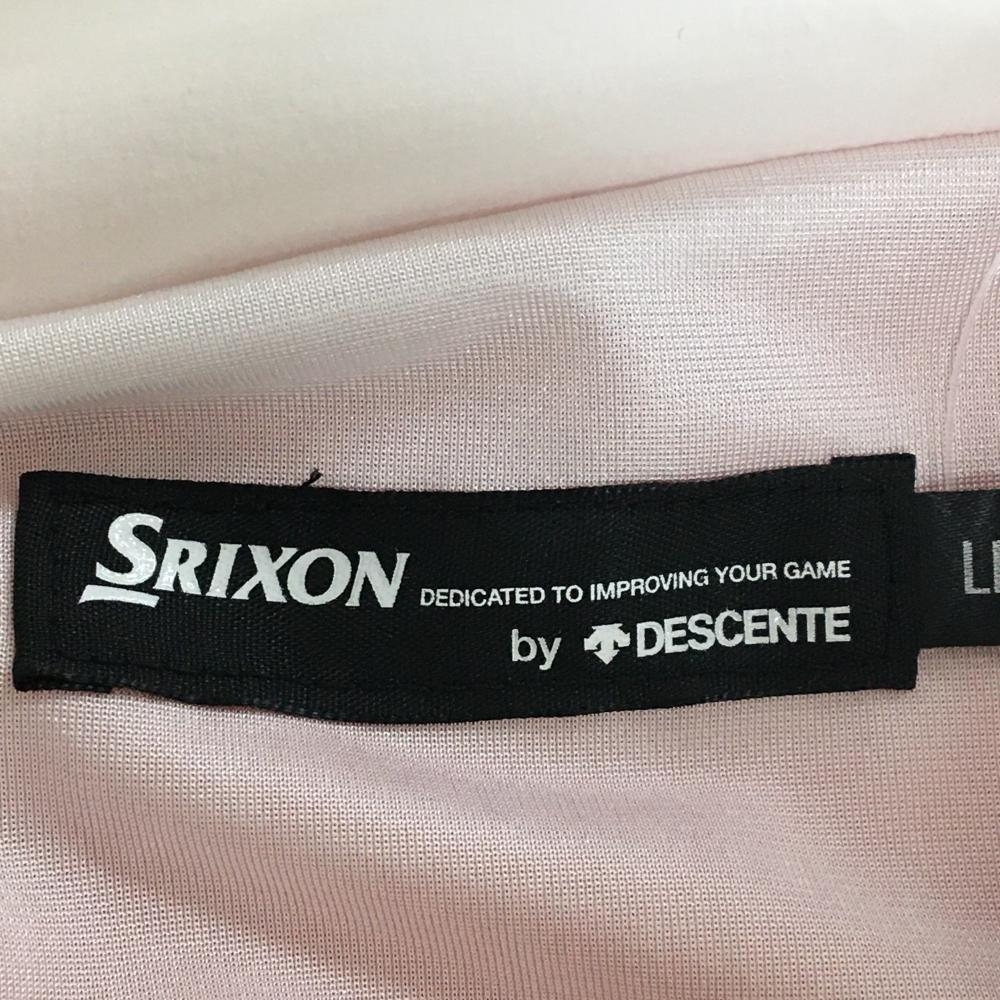 SRIXON DEDICATED TO IMPROVING YOUR GAME
by DESCENTE